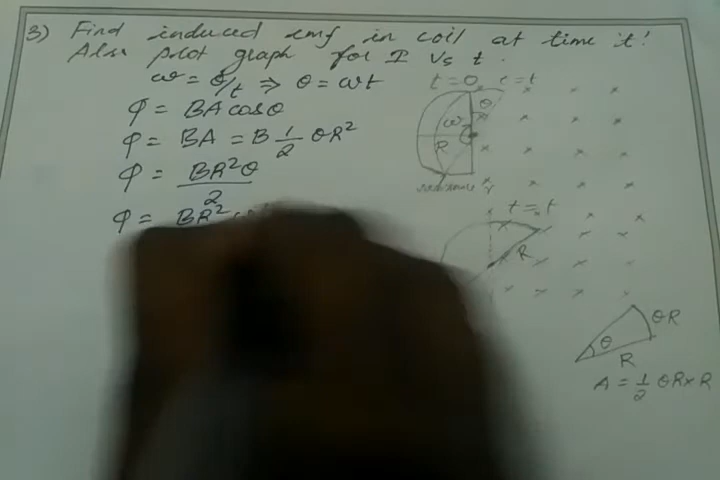 3) Find induced emf in coil at time 't'.
Also plot graph for I Vs t.
ω = θ/t ⇒ θ = ωt
t=0, t=t
φ = BA cosθ
θ
φ = BA = B 1/2 θR²
ω
R
φ = BR²θ/2
t=t
φ = BR²
R
θR
θ
R
A = 1/2 θR×R